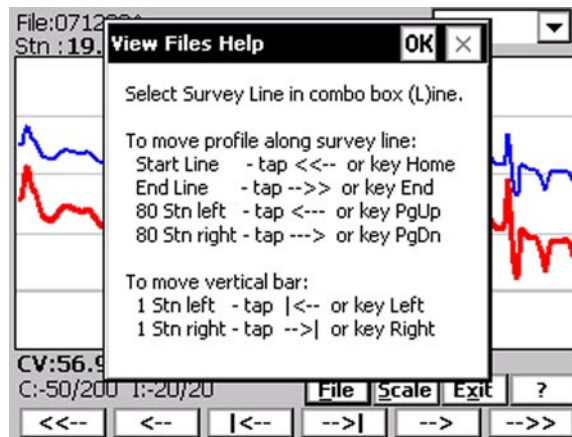 File:0712
Stn :19.
View Files Help OK ×
Select Survey Line in combo box (L)ine.
To move profile along survey line:
Start Line - tap <<-- or key Home
End Line - tap -->> or key End
80 Stn left - tap <--- or key PgUp
80 Stn right - tap ---> or key PgDn
To move vertical bar:
1 Stn left - tap |<-- or key Left
1 Stn right - tap -->| or key Right
CV:56.9
C:-50/200 I:-20/20 File Scale Exit ?
<<-- <-- |<-- -->| --> -->>